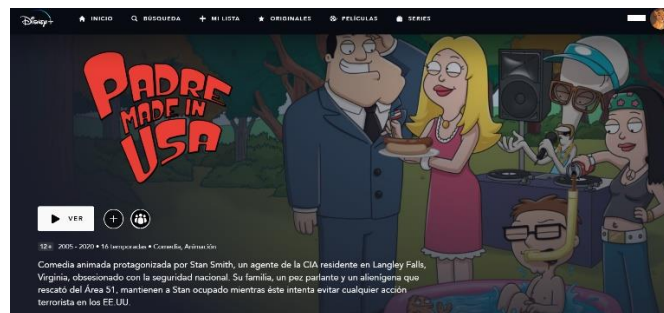 Disney+ INICIO BÚSQUEDA MI LISTA ORIGINALES PELÍCULAS SERIES
PADRE
MADE IN
USA
VER
12+ 2005 - 2020 • 16 temporadas • Comedia, Animación
Comedia animada protagonizada por Stan Smith, un agente de la CIA residente en Langley Falls,
Virginia, obsesionado con la seguridad nacional. Su familia, un pez parlante y un alienígena que
rescató del Área 51, mantienen a Stan ocupado mientras éste intenta evitar cualquier acción
terrorista en los EE.UU.